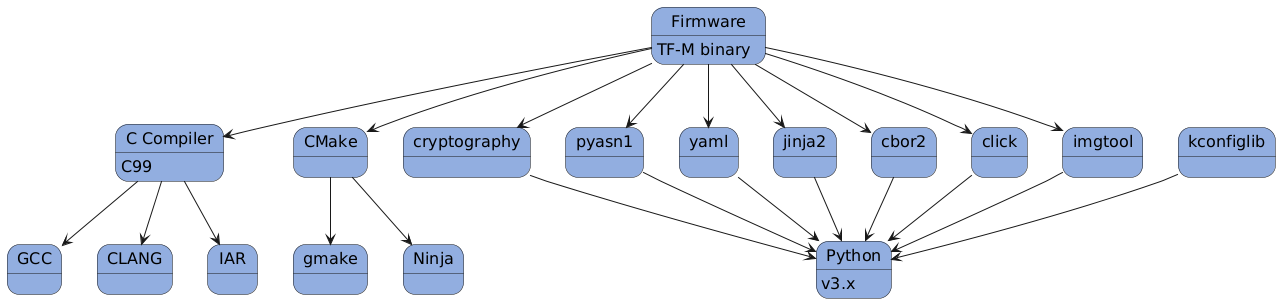 Firmware
TF-M binary
C Compiler
C99
CMake
cryptography
pyasn1
yaml
jinja2
cbor2
click
imgtool
kconfiglib
GCC
CLANG
IAR
gmake
Ninja
Python
v3.x